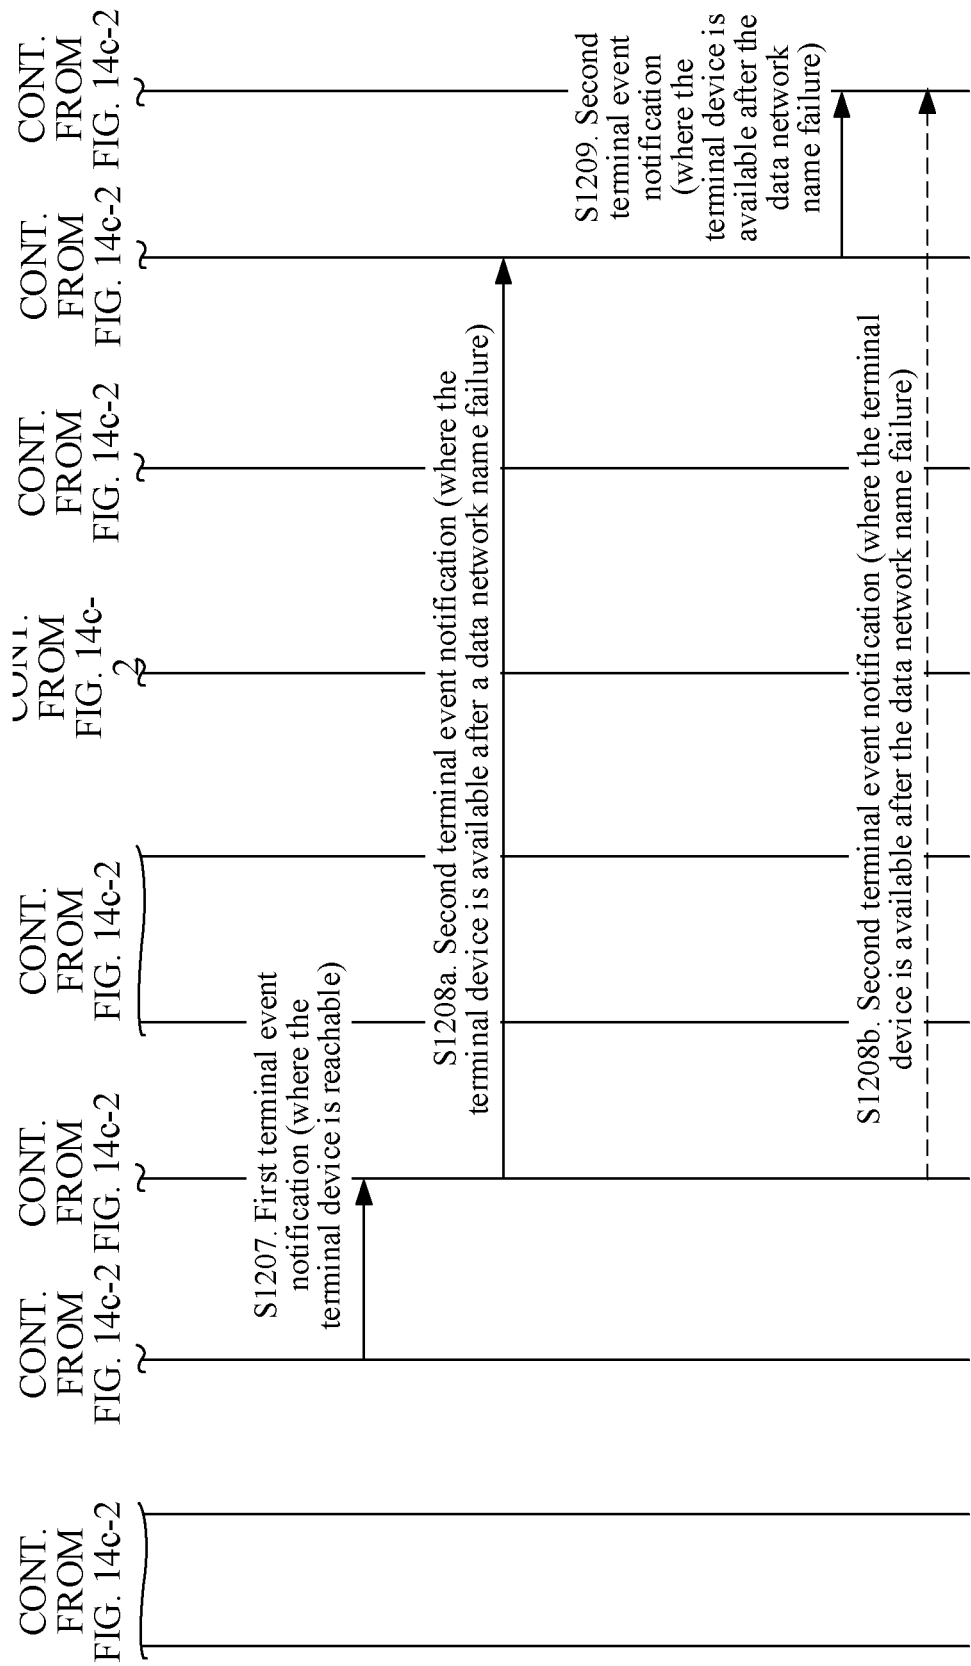 CONT.
FROM
FIG. 14c-2
CONT.
FROM
FIG. 14c-2
CONT.
FROM
FIG. 14c-2
CONT.
FROM
FIG. 14c-2
CONT.
FROM
FIG. 14c-
2
CONT.
FROM
FIG. 14c-2
CONT.
FROM
FIG. 14c-2
CONT.
FROM
FIG. 14c-2
S1207. First terminal event
notification (where the
terminal device is reachable)
S1208a. Second terminal event notification (where the
terminal device is available after a data network name failure)
S1209. Second
terminal event
notification
(where the
terminal device is
available after the
data network
name failure)
S1208b. Second terminal event notification (where the terminal
device is available after the data network name failure)